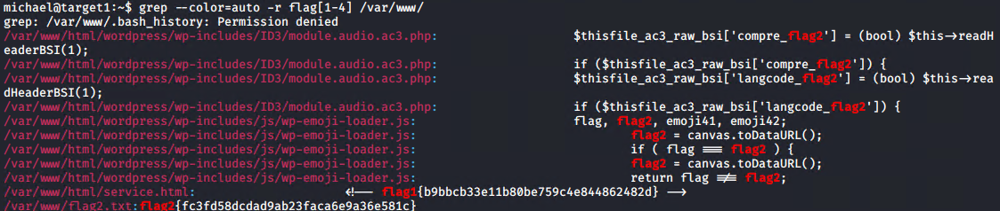 michael@target1:~$ grep --color=auto -r flag[1-4] /var/www/
grep: /var/www/.bash_history: Permission denied
/var/www/html/wordpress/wp-includes/ID3/module.audio.ac3.php: $thisfile_ac3_raw_bsi['compre_flag2'] = (bool) $this->readH
eaderBSI(1);
/var/www/html/wordpress/wp-includes/ID3/module.audio.ac3.php: if ($thisfile_ac3_raw_bsi['compre_flag2']) {
/var/www/html/wordpress/wp-includes/ID3/module.audio.ac3.php: $thisfile_ac3_raw_bsi['langcode_flag2'] = (bool) $this->rea
dHeaderBSI(1);
/var/www/html/wordpress/wp-includes/ID3/module.audio.ac3.php: if ($thisfile_ac3_raw_bsi['langcode_flag2']) {
/var/www/html/wordpress/wp-includes/js/wp-emoji-loader.js: flag, flag2, emoji41, emoji42;
/var/www/html/wordpress/wp-includes/js/wp-emoji-loader.js: flag2 = canvas.toDataURL();
/var/www/html/wordpress/wp-includes/js/wp-emoji-loader.js: if ( flag === flag2 ) {
/var/www/html/wordpress/wp-includes/js/wp-emoji-loader.js: flag2 = canvas.toDataURL();
/var/www/html/wordpress/wp-includes/js/wp-emoji-loader.js: return flag !== flag2;
/var/www/html/service.html: <!-- flag1{b9bbcb33e11b80be759c4e844862482d} -->
/var/www/flag2.txt:flag2{fc3fd58dcdad9ab23faca6e9a36e581c}